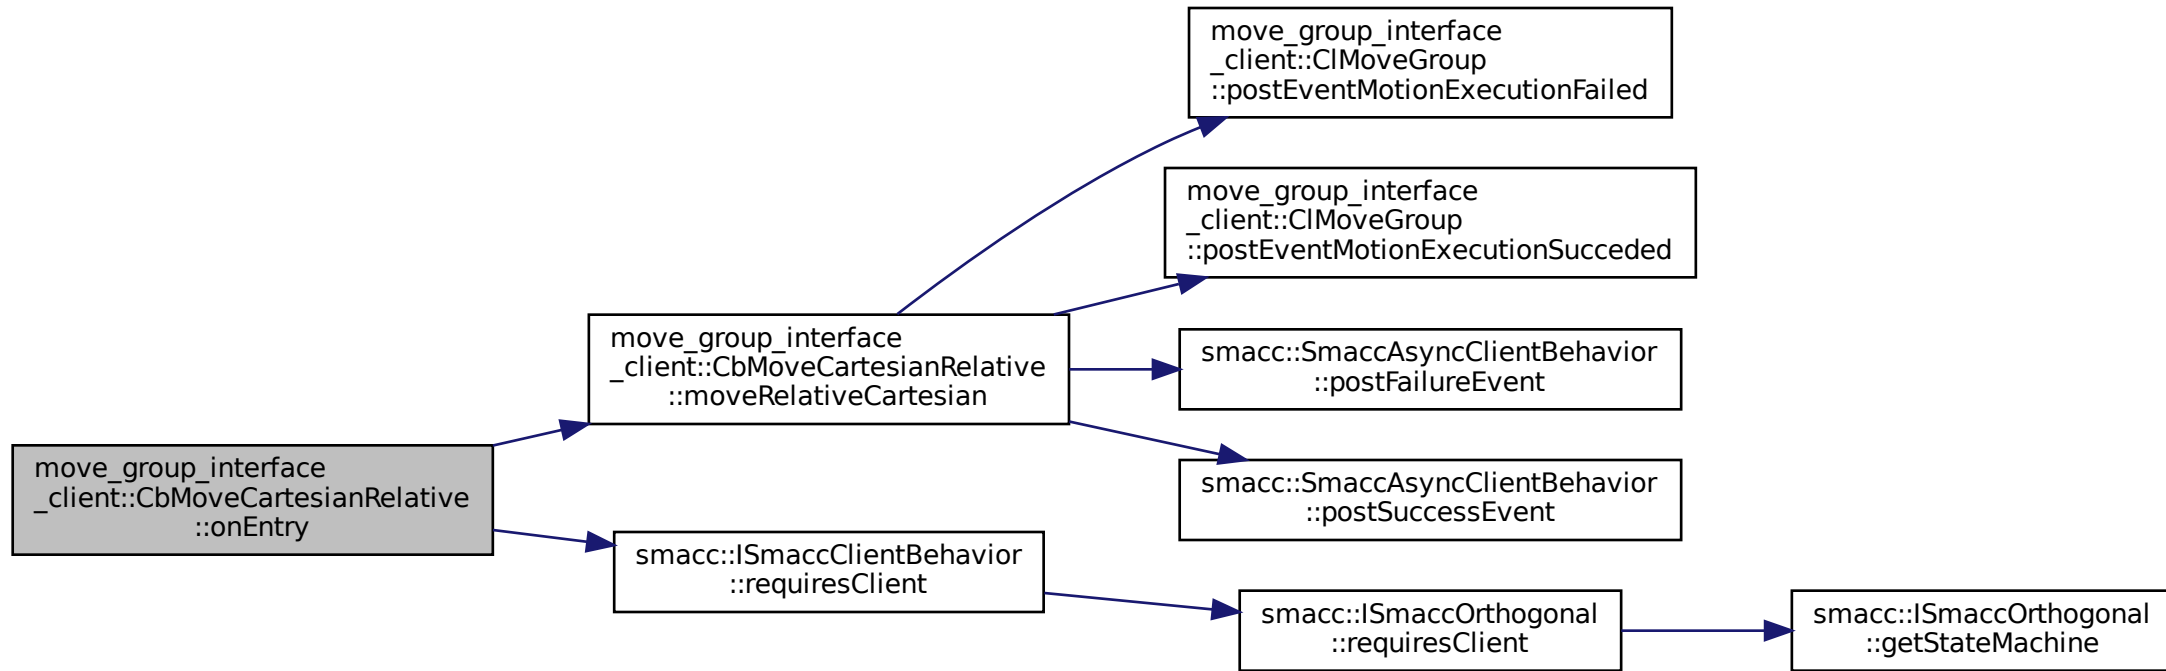 move_group_interface
_client::ClMoveGroup
::postEventMotionExecutionFailed
move_group_interface
_client::ClMoveGroup
::postEventMotionExecutionSucceded
move_group_interface
_client::CbMoveCartesianRelative
::moveRelativeCartesian
smacc::SmaccAsyncClientBehavior
::postFailureEvent
smacc::SmaccAsyncClientBehavior
::postSuccessEvent
move_group_interface
_client::CbMoveCartesianRelative
::onEntry
smacc::ISmaccClientBehavior
::requiresClient
smacc::ISmaccOrthogonal
::requiresClient
smacc::ISmaccOrthogonal
::getStateMachine